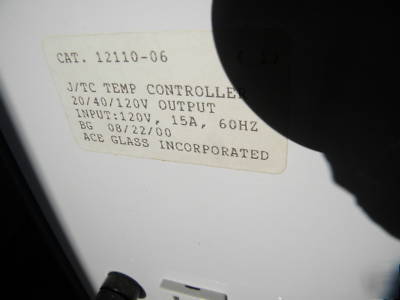 CAT. 12110-06
J/TC TEMP CONTROLLER
20/40/120V OUTPUT
INPUT:120V, 15A, 60HZ
BG 08/22/00
ACE GLASS INCORPORATED